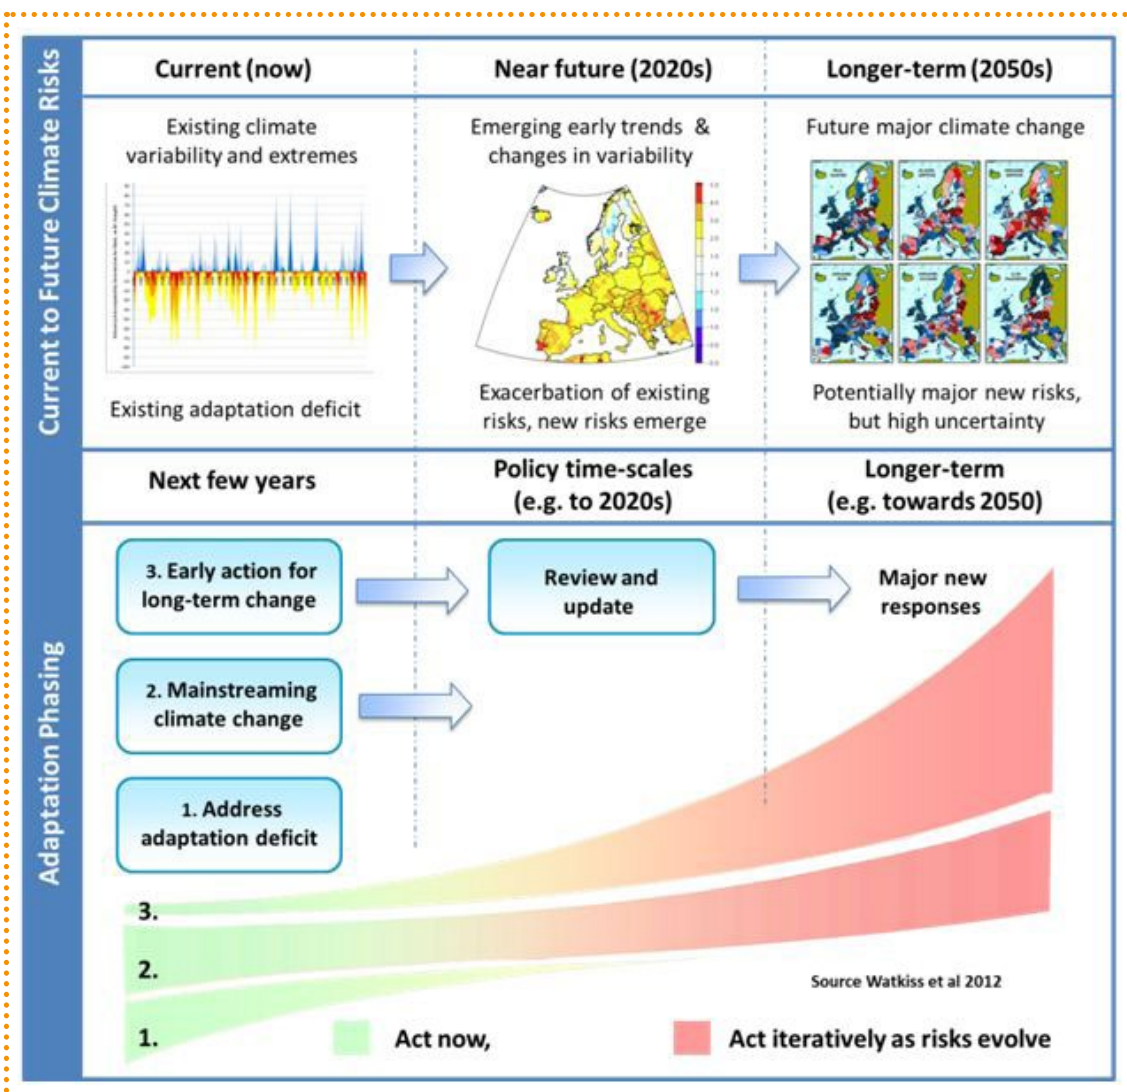 Current to Future Climate Risks
Current (now)
Near future (2020s)
Longer-term (2050s)
Existing climate
variability and extremes
Emerging early trends &
changes in variability
Future major climate change
Existing adaptation deficit
Exacerbation of existing
risks, new risks emerge
Potentially major new risks,
but high uncertainty
Adaptation Phasing
Next few years
Policy time-scales
(e.g. to 2020s)
Longer-term
(e.g. towards 2050)
3. Early action for
long-term change
Review and
update
Major new
responses
2. Mainstreaming
climate change
1. Address
adaptation deficit
3.
2.
1.
Source Watkiss et al 2012
Act now,
Act iteratively as risks evolve